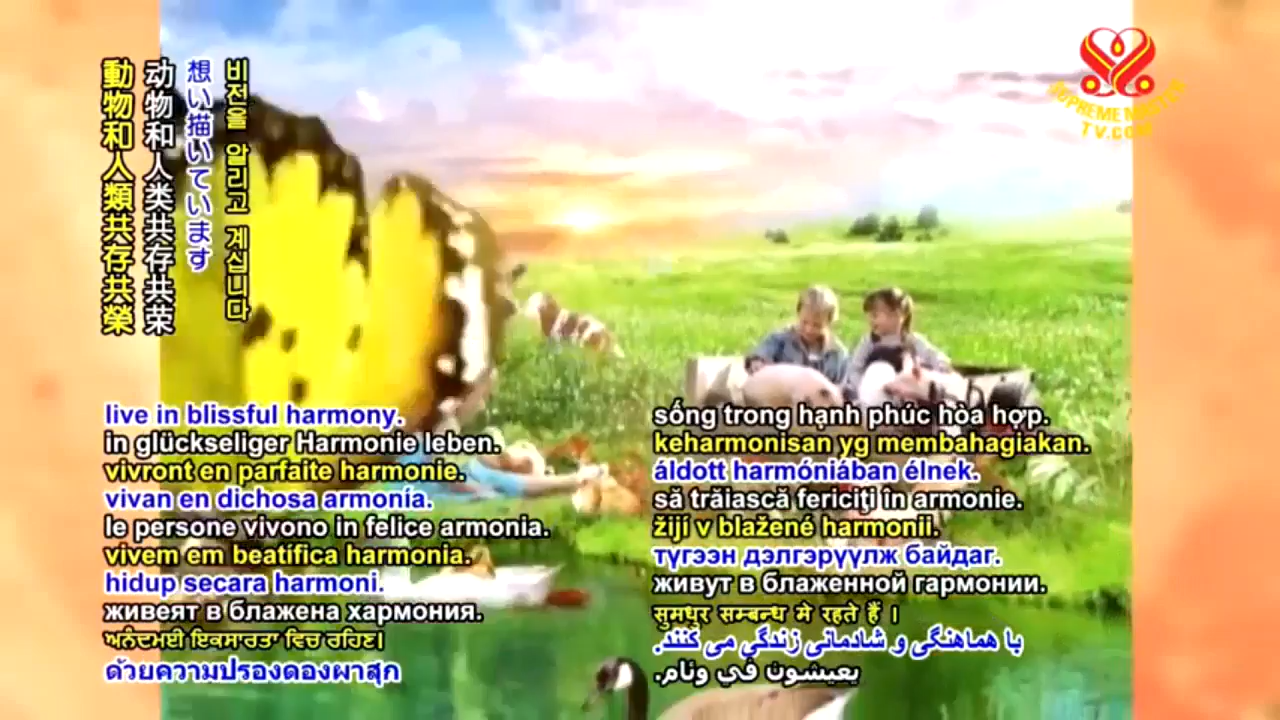 動物和人類共存共榮
动物和人类共存共荣
想い描いています
비전을 알리고 계십니다
SUPREME MASTER
TV.COM
live in blissful harmony.
in glückseliger Harmonie leben.
vivront en parfaite harmonie.
vivan en dichosa armonía.
le persone vivono in felice armonia.
vivem em beatífica harmonia.
hidup secara harmoni.
живеят в блажена хармония.
ਅਨੰਦਮਈ ਇਕਸਾਰਤਾ ਵਿਚ ਰਹਿਣ।
ด้วยความปรองดองผาสุก
sống trong hạnh phúc hòa hợp.
keharmonisan yg membahagiakan.
áldott harmóniában élnek.
să trăiască fericiţi în armonie.
žijí v blažené harmonii.
түгээн дэлгэрүүлж байдаг.
живут в блаженной гармонии.
सुमधुर सम्बन्ध मे रहते हैं ।
با هماهنگی و شادمانی زندگی می کنند.
يعيشون في وئام.